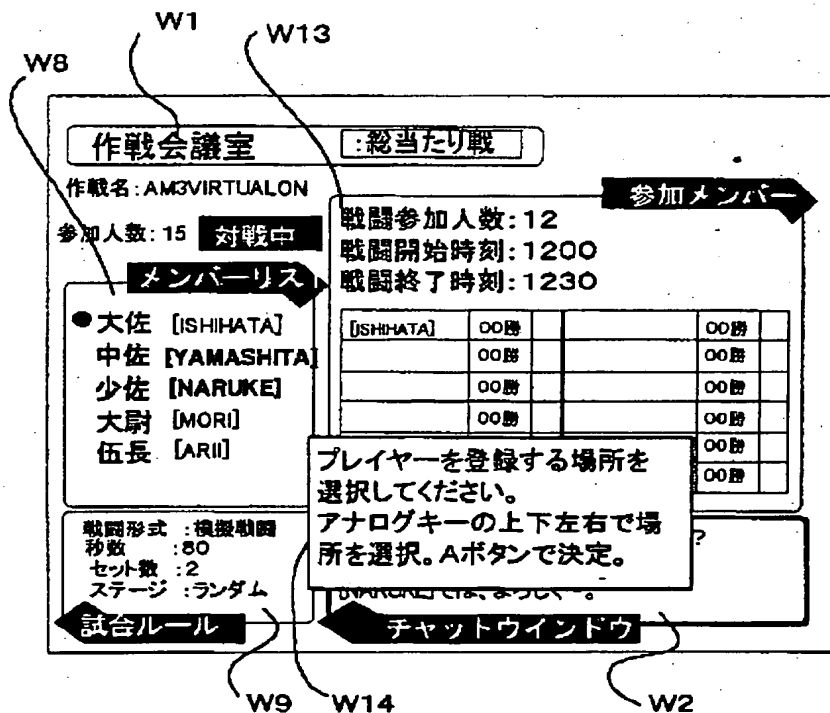 W1
W13
W8
作戦会議室 :総当たり戦
作戦名:AM3VIRTUALON
参加人数:15 対戦中
参加メンバー
戦闘参加人数:12
戦闘開始時刻:1200
戦闘終了時刻:1230
メンバーリスト
●大佐 [ISHIHATA]
中佐 [YAMASHITA]
少佐 [NARUKE]
大尉 [MORI]
伍長 [ARII]
[ISHIHATA] 00勝 00勝
00勝 00勝
00勝 00勝
00勝 00勝
00勝
00勝
プレイヤーを登録する場所を
選択してください。
アナログキーの上下左右で場
所を選択。Aボタンで決定。
?
[NARUKE]では、よろしく〜。
戦闘形式 :模擬戦闘
秒数 :80
セット数 :2
ステージ :ランダム
試合ルール
チャットウインドウ
W9
W14
W2